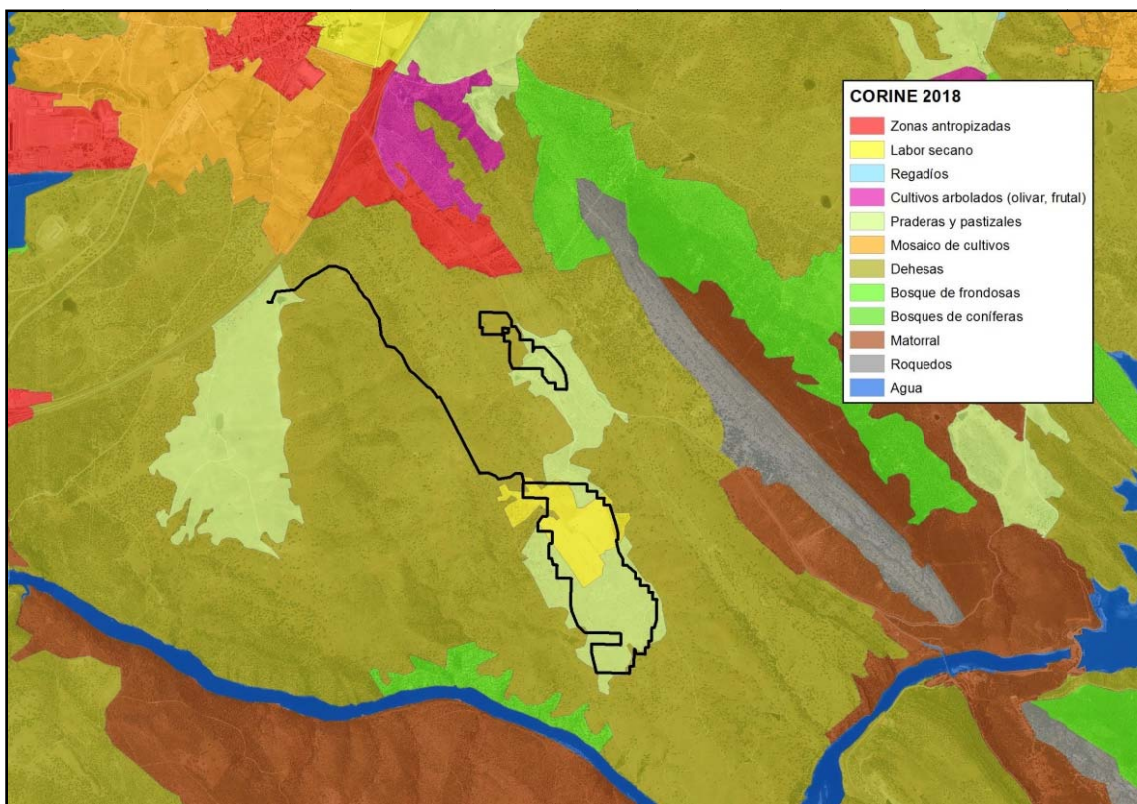 CORINE 2018
Zonas antropizadas
Labor secano
Regadíos
Cultivos arbolados (olivar, frutal)
Praderas y pastizales
Mosaico de cultivos
Dehesas
Bosque de frondosas
Bosques de coníferas
Matorral
Roquedos
Agua